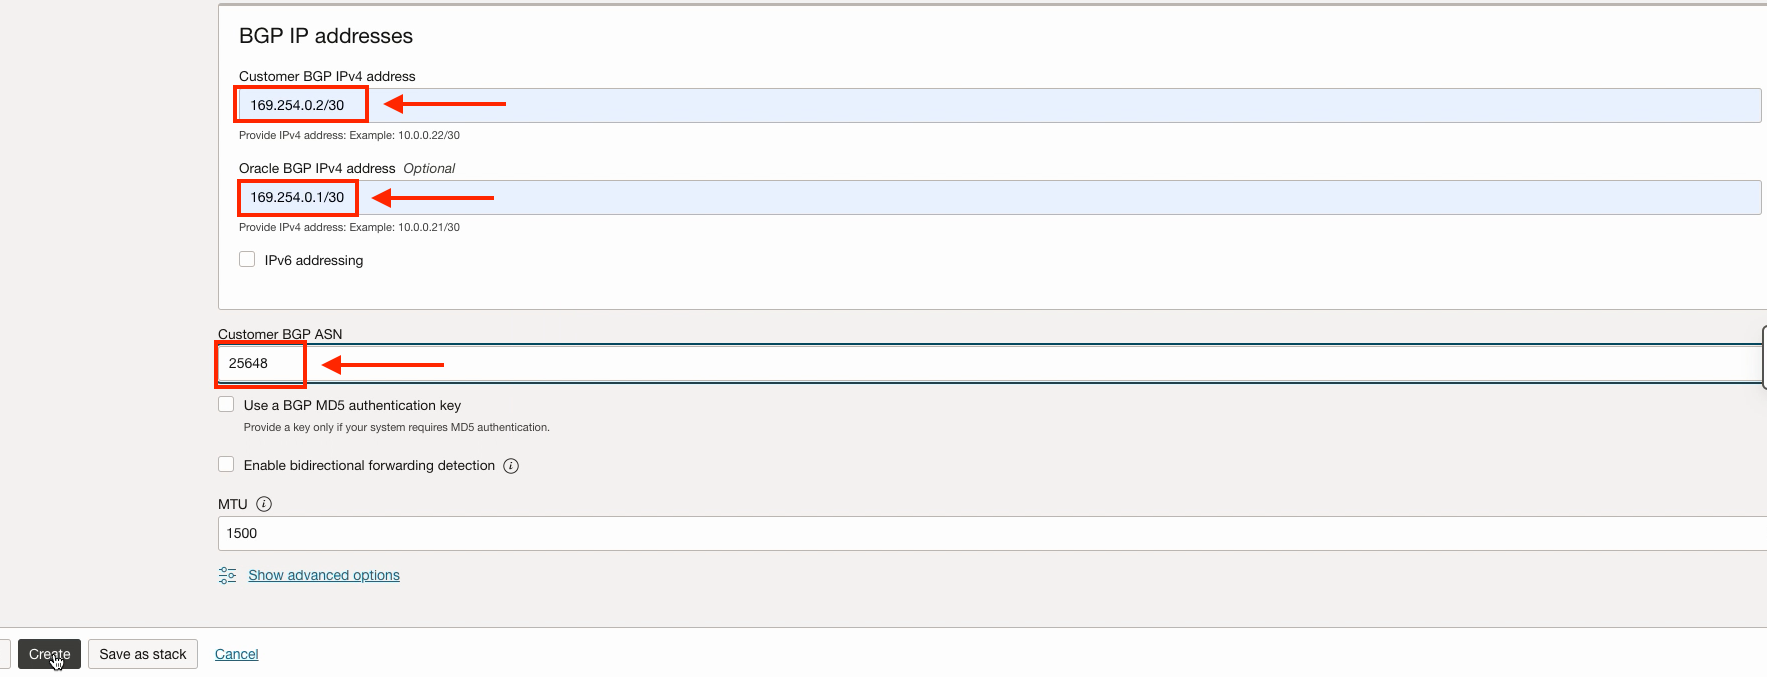 BGP IP addresses
Customer BGP IPv4 address
169.254.0.2/30
Provide IPv4 address: Example: 10.0.0.22/30
Oracle BGP IPv4 address Optional
169.254.0.1/30
Provide IPv4 address: Example: 10.0.0.21/30
IPv6 addressing
Customer BGP ASN
25648
Use a BGP MD5 authentication key
Provide a key only if your system requires MD5 authentication.
Enable bidirectional forwarding detection i
MTU i
1500
Show advanced options
Create Save as stack Cancel